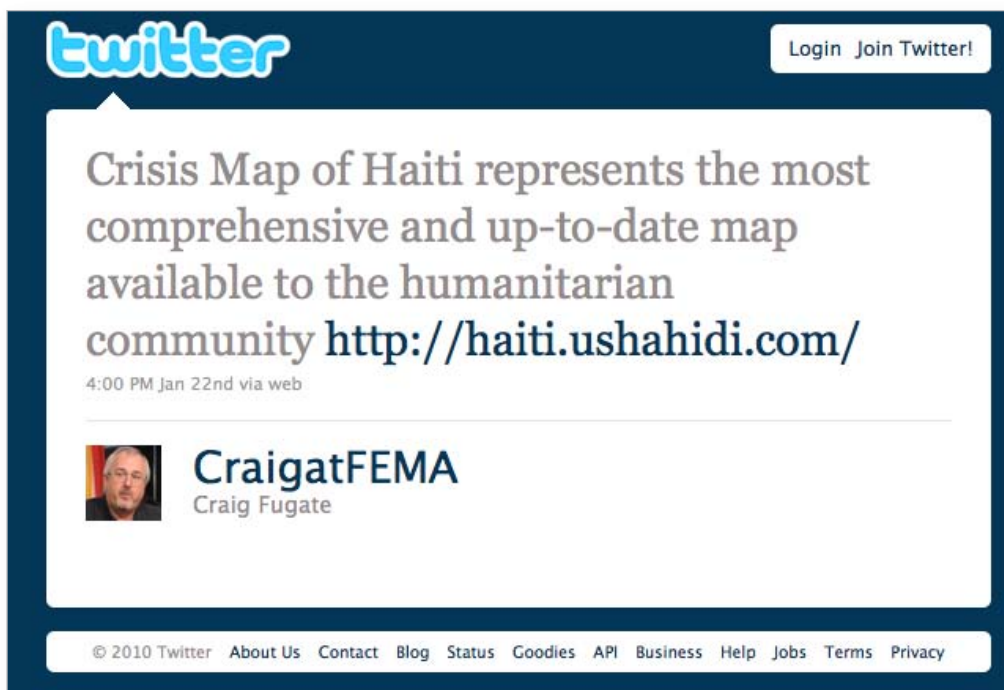 twitter
Login Join Twitter!
Crisis Map of Haiti represents the most
comprehensive and up-to-date map
available to the humanitarian
community http://haiti.ushahidi.com/
4:00 PM Jan 22nd via web
CraigatFEMA
Craig Fugate
© 2010 Twitter About Us Contact Blog Status Goodies API Business Help Jobs Terms Privacy